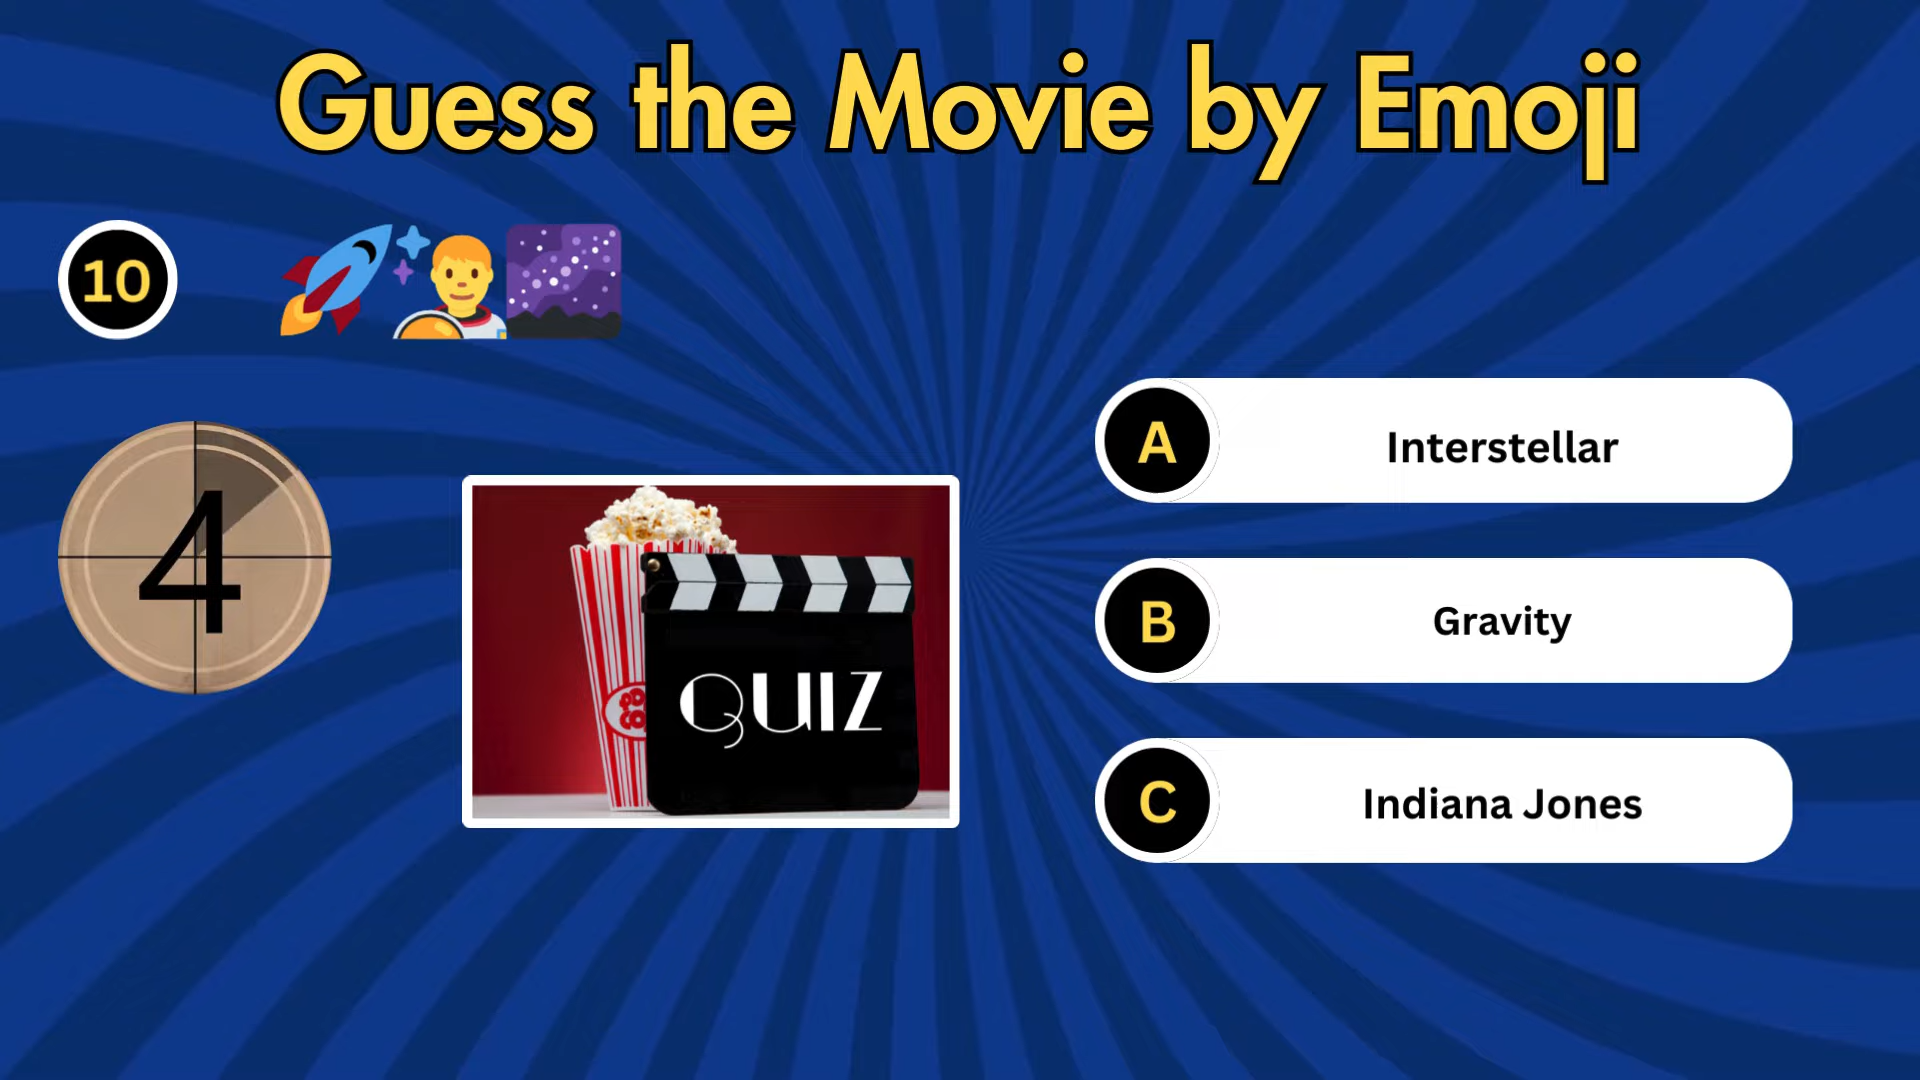 Guess the Movie by Emoji
10
4
QUIZ
A
Interstellar
B
Gravity
C
Indiana Jones